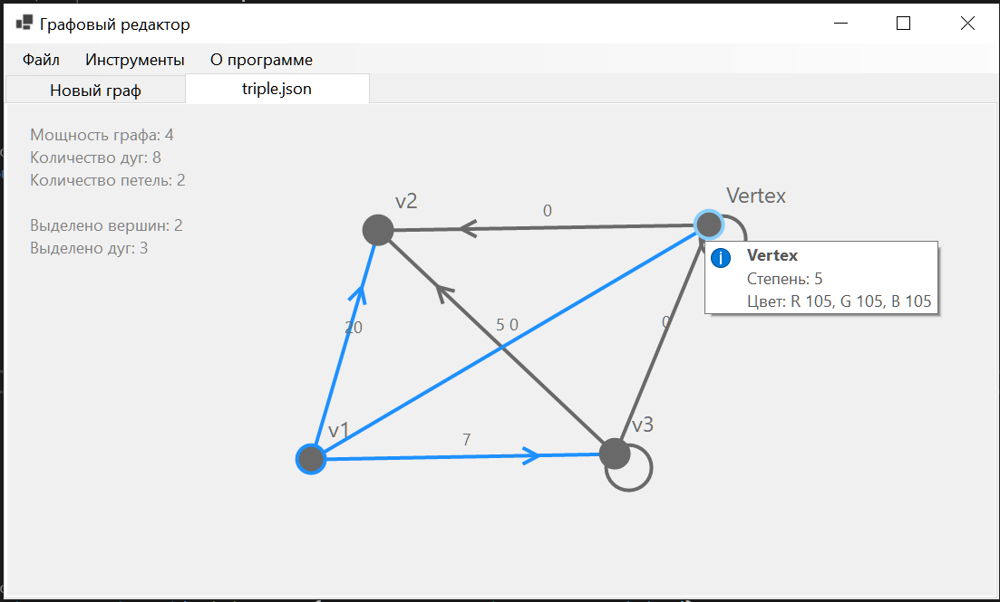 Графовый редактор
Файл Инструменты О программе
Новый граф triple.json
Мощность графа: 4
Количество дуг: 8
Количество петель: 2
Выделено вершин: 2
Выделено дуг: 3
v2
0
Vertex
Vertex
Степень: 5
Цвет: R 105, G 105, B 105
20
5 0
0
v1
7
v3